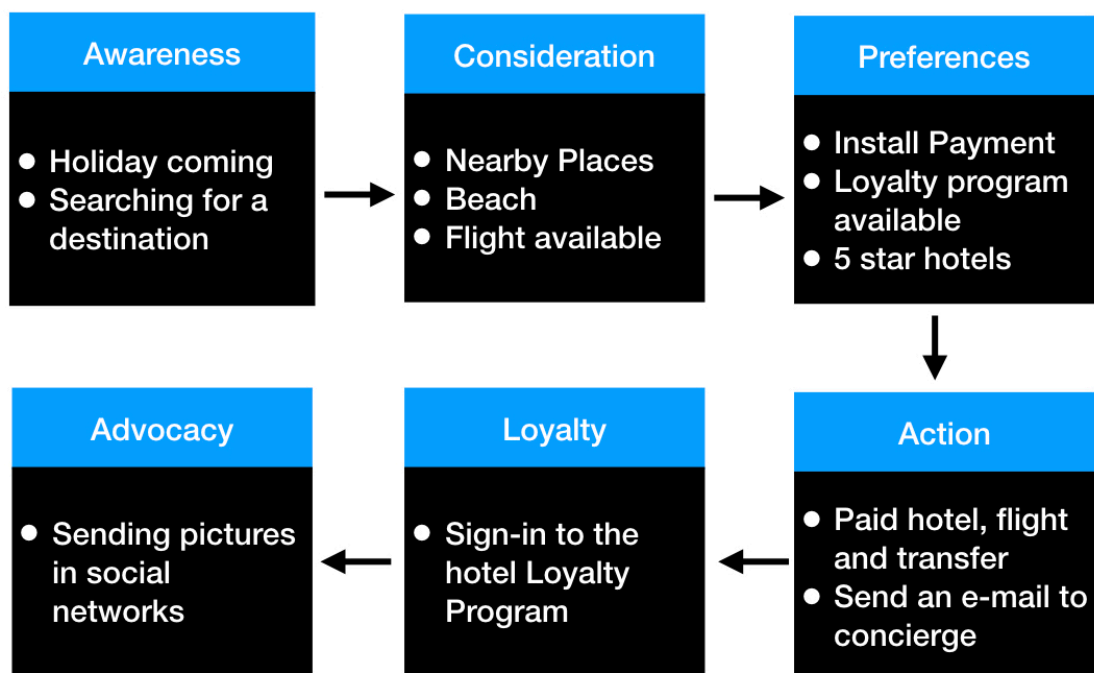 Awareness
● Holiday coming
● Searching for a
destination
Consideration
● Nearby Places
● Beach
● Flight available
Preferences
● Install Payment
● Loyalty program
available
● 5 star hotels
Action
● Paid hotel, flight
and transfer
● Send an e-mail to
concierge
Loyalty
● Sign-in to the
hotel Loyalty
Program
Advocacy
● Sending pictures
in social
networks